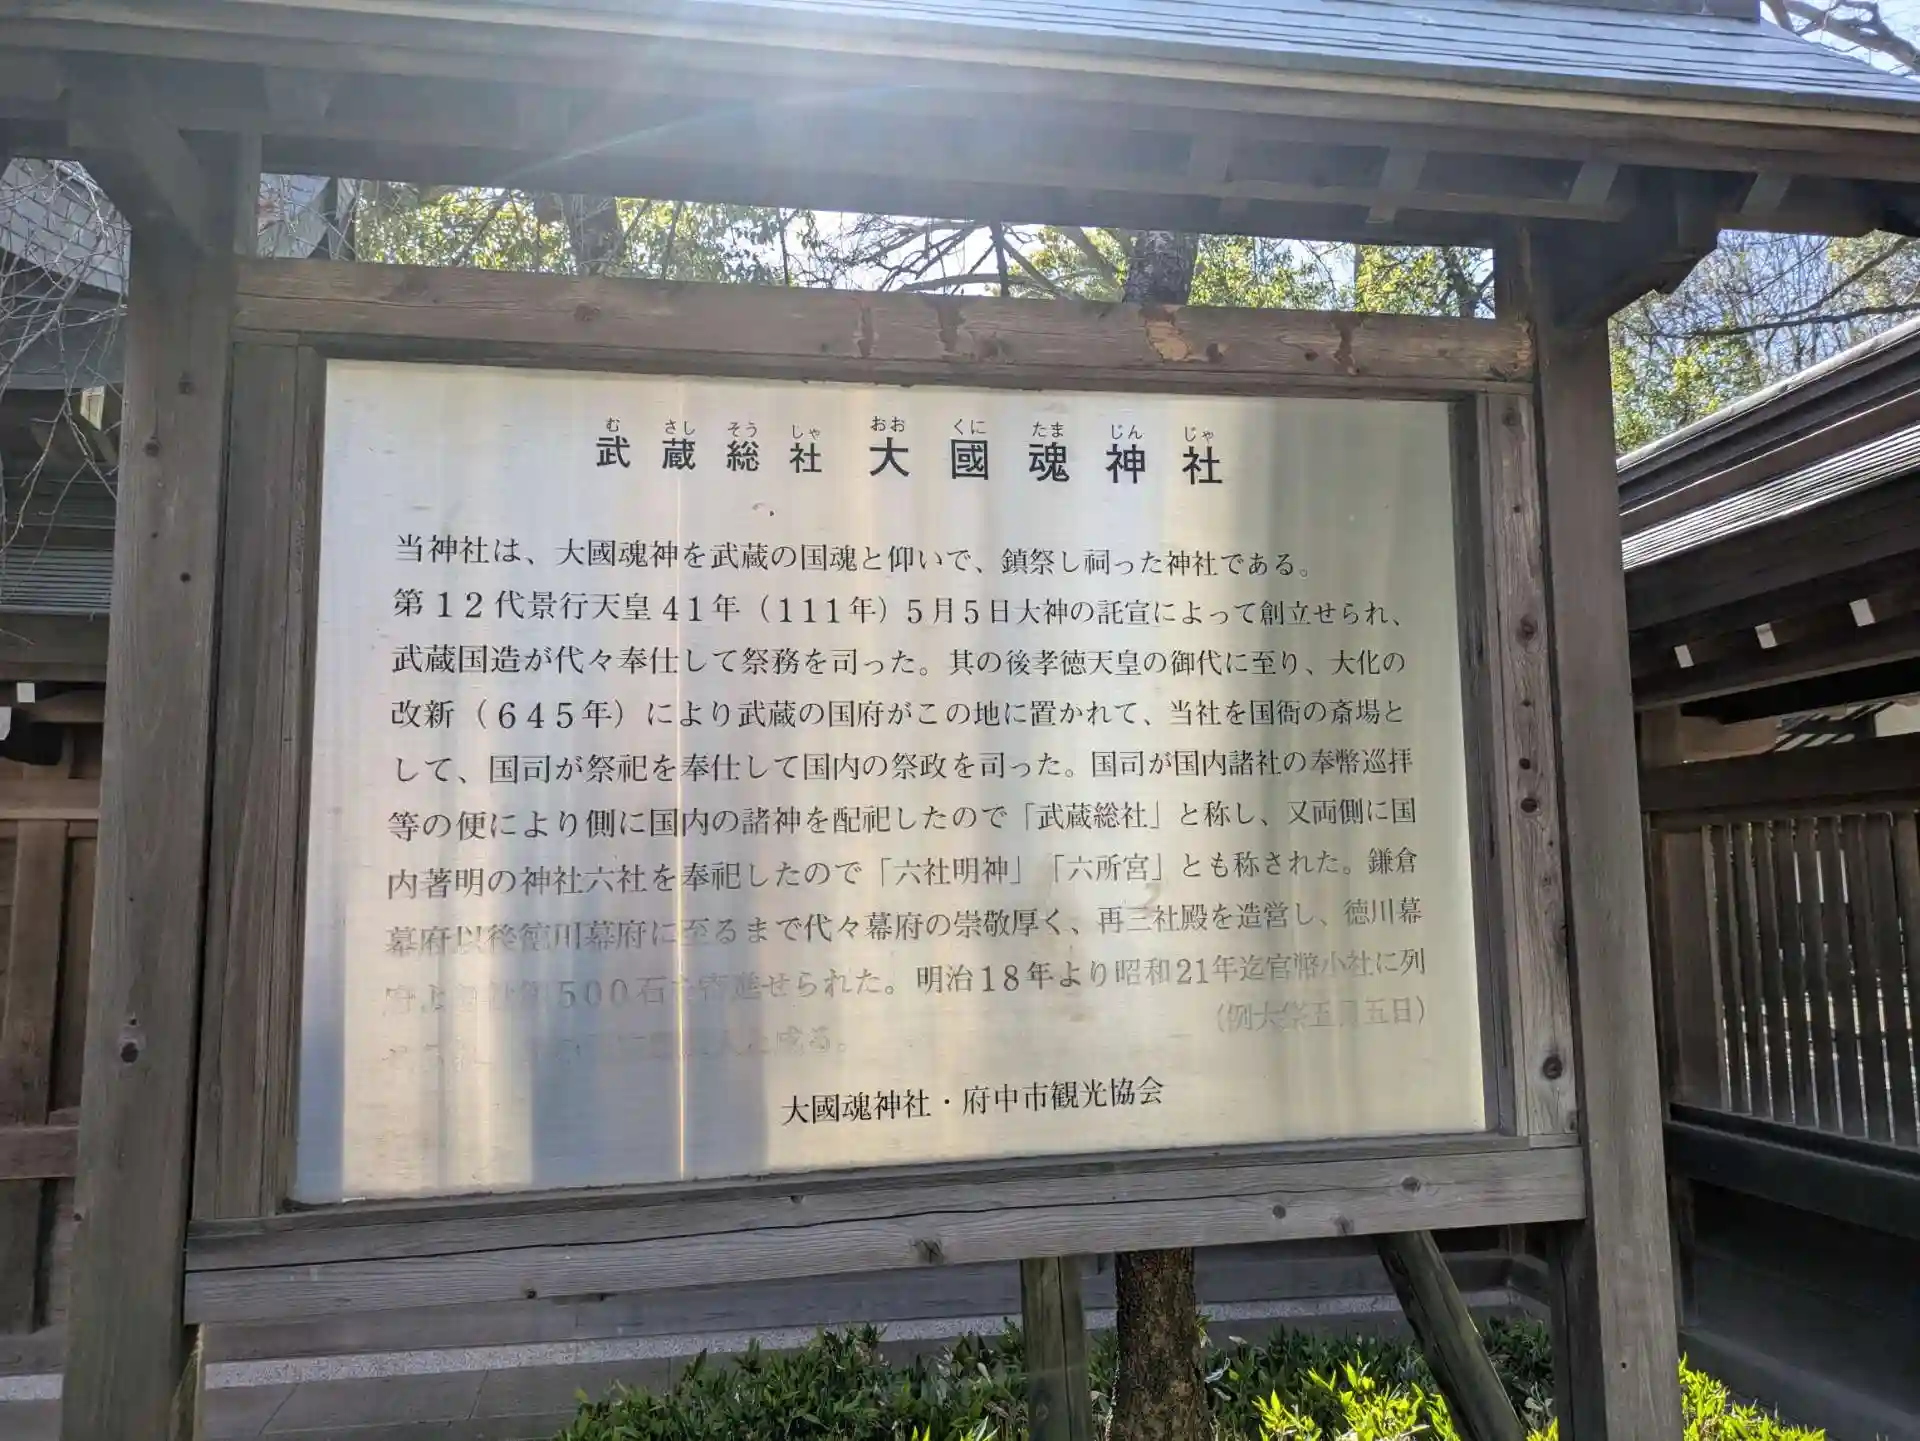 む さし そう しゃ おお くに たま じん じゃ
武蔵総社 大國魂神社
当神社は、大國魂神を武蔵の国魂と仰いで、鎮祭し祠った神社である。
第12代景行天皇41年（111年）5月5日大神の託宣によって創立せられ、
武蔵国造が代々奉仕して祭務を司った。其の後孝徳天皇の御代に至り、大化の
改新（645年）により武蔵の国府がこの地に置かれて、当社を国衙の斎場と
して、国司が祭祀を奉仕して国内の祭政を司った。国司が国内諸社の奉幣巡拝
等の便により側に国内の諸神を配祀したので「武蔵総社」と称し、又両側に国
内著明の神社六社を奉祀したので「六社明神」「六所宮」とも称された。鎌倉
幕府以後徳川幕府に至るまで代々幕府の崇敬厚く、再三社殿を造営し、徳川幕
府より 500石 寄進せられた。明治18年より昭和21年迄官幣小社に列
成る。 （例大祭五月五日）
大國魂神社・府中市観光協会